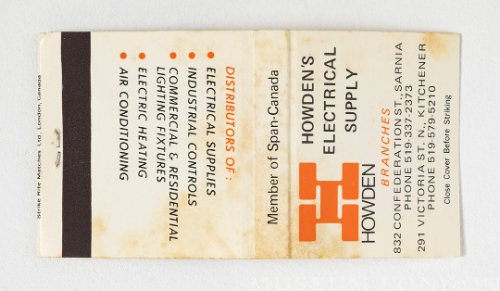 HOWDEN'S
ELECTRICAL
SUPPLY
HOWDEN
BRANCHES
832 CONFEDERATION ST., SARNIA
PHONE 519-337-2373
291 VICTORIA ST. N., KITCHENER
PHONE 519-579-5210
Close Cover Before Striking
Member of Span-Canada
DISTRIBUTORS OF:
• ELECTRICAL SUPPLIES
• INDUSTRIAL CONTROLS
• COMMERCIAL & RESIDENTIAL
LIGHTING FIXTURES
• ELECTRIC HEATING
• AIR CONDITIONING
Strike Rite Matches Ltd. London, Canada